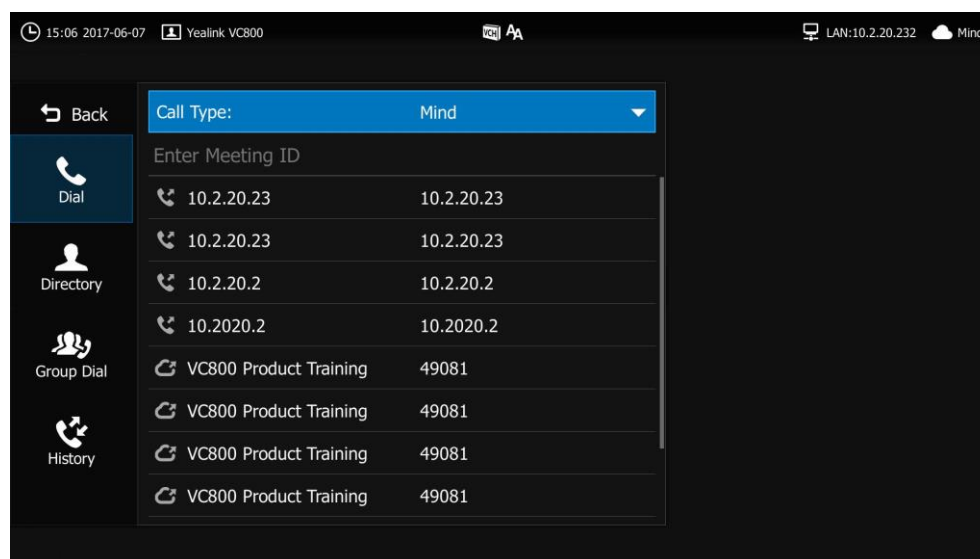 15:06 2017-06-07 Yealink VC800 VCH AA LAN:10.2.20.232 Mind
Back
Call Type: Mind
Enter Meeting ID
Dial
10.2.20.23 10.2.20.23
10.2.20.23 10.2.20.23
Directory
10.2.20.2 10.2.20.2
10.2020.2 10.2020.2
Group Dial
VC800 Product Training 49081
VC800 Product Training 49081
History
VC800 Product Training 49081
VC800 Product Training 49081